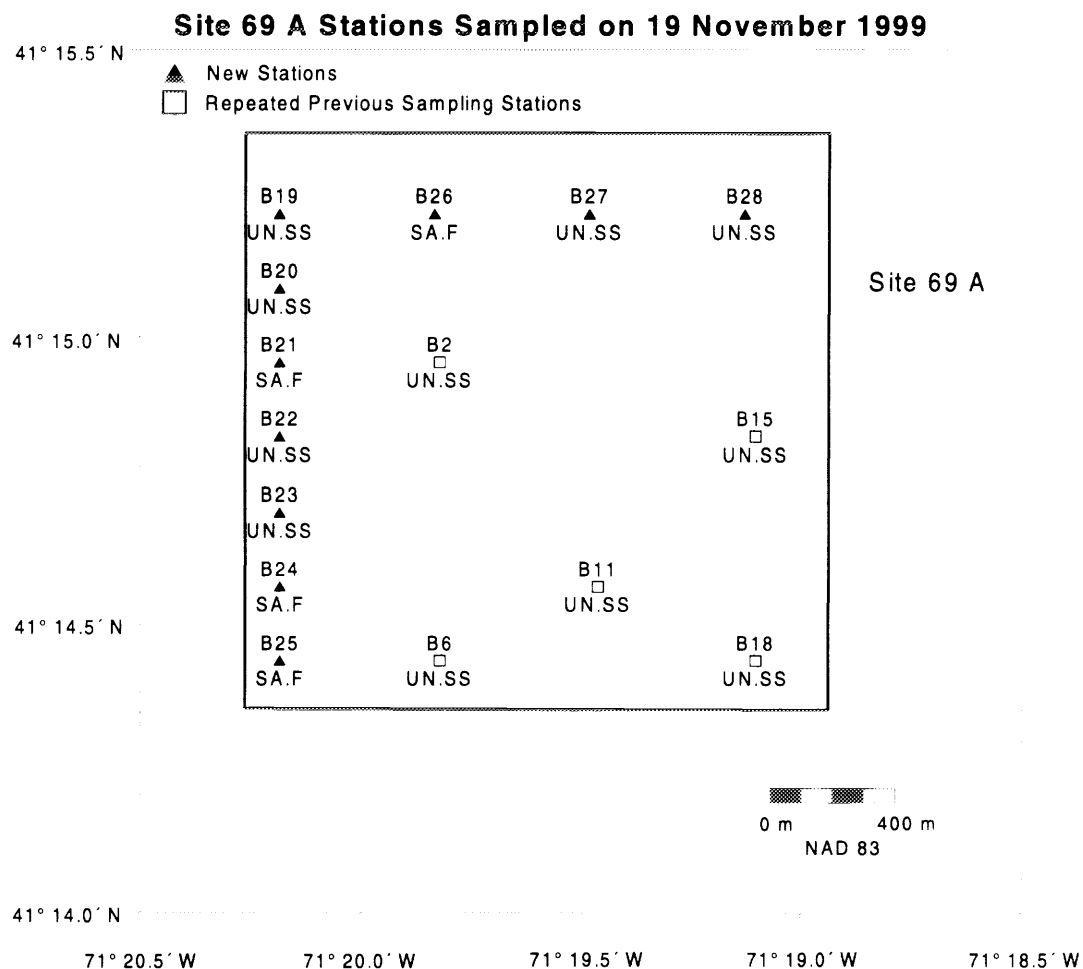 Site 69 A Stations Sampled on 19 November 1999
41° 15.5´ N
New Stations
Repeated Previous Sampling Stations
B19 B26 B27 B28
UN.SS SA.F UN.SS UN.SS
B20
Site 69 A
UN.SS
41° 15.0´ N
B21 B2
SA.F UN.SS
B22 B15
UN.SS UN.SS
B23
UN.SS
B24 B11
SA.F UN.SS
41° 14.5´ N
B25 B6 B18
SA.F UN.SS UN.SS
0 m 400 m
NAD 83
41° 14.0´ N
71° 20.5´ W 71° 20.0´ W 71° 19.5´ W 71° 19.0´ W 71° 18.5´ W